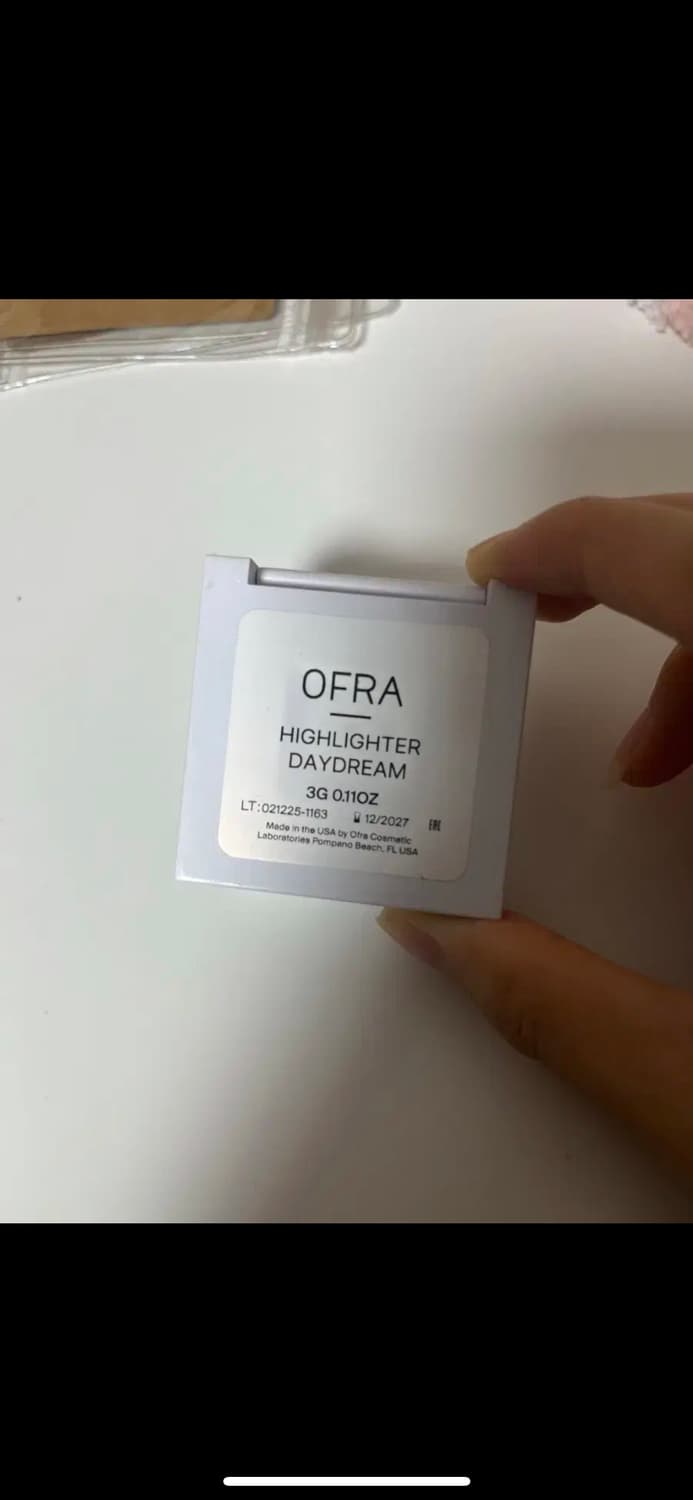 OFRA
HIGHLIGHTER
DAYDREAM
3G 0.11OZ
LT:021225-1163 12/2027 EAC
Made in the USA by Ofra Cosmetic
Laboratories Pompano Beach, FL USA